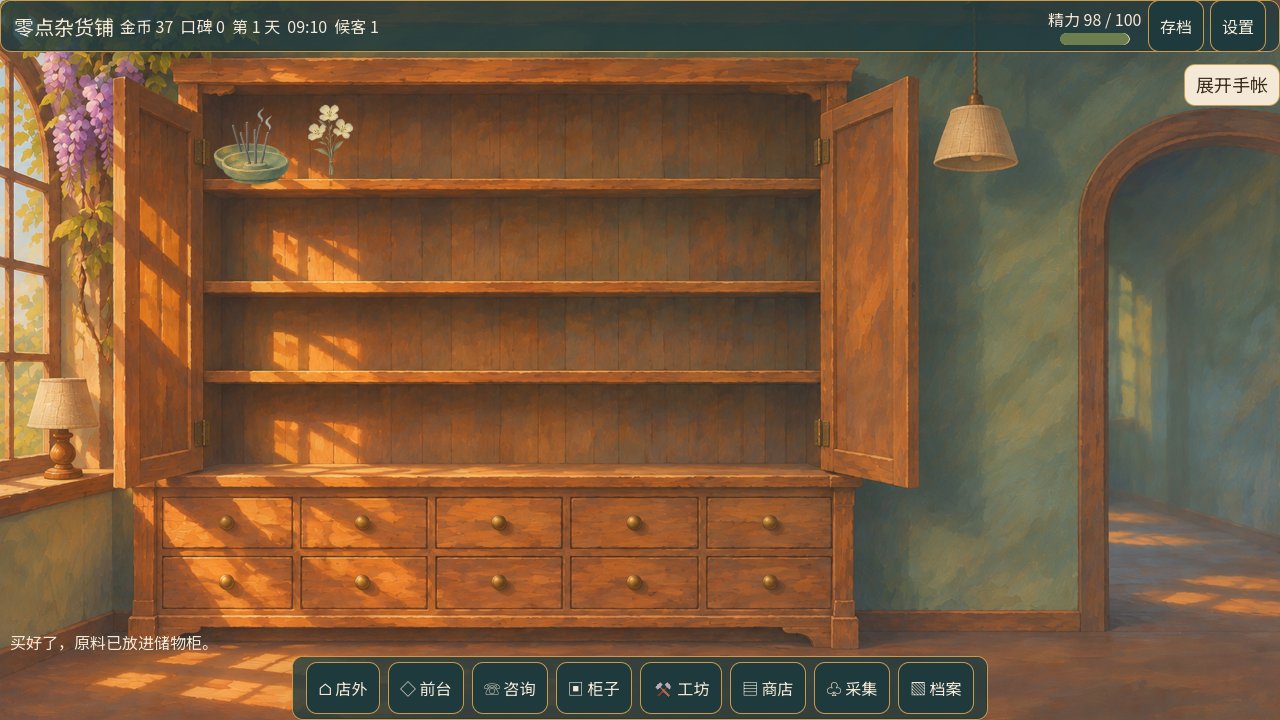 零点杂货铺 金币 37 口碑 0 第 1 天 09:10 候客 1
精力 98 / 100
存档
设置
展开手帐
买好了，原料已放进储物柜。
店外
前台
咨询
柜子
工坊
商店
采集
档案